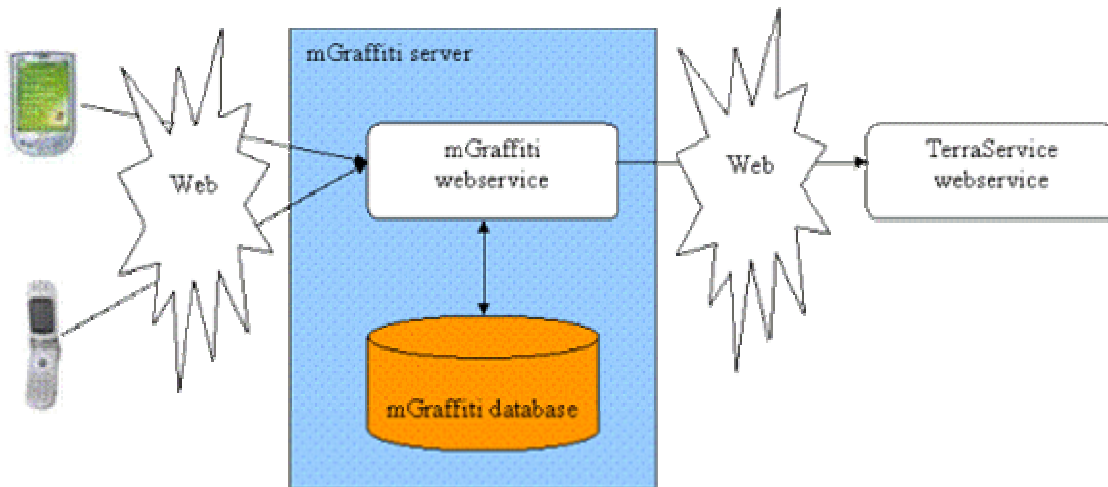 mGraffiti server
Web
mGraffiti
webservice
Web
TerraService
webservice
mGraffiti database